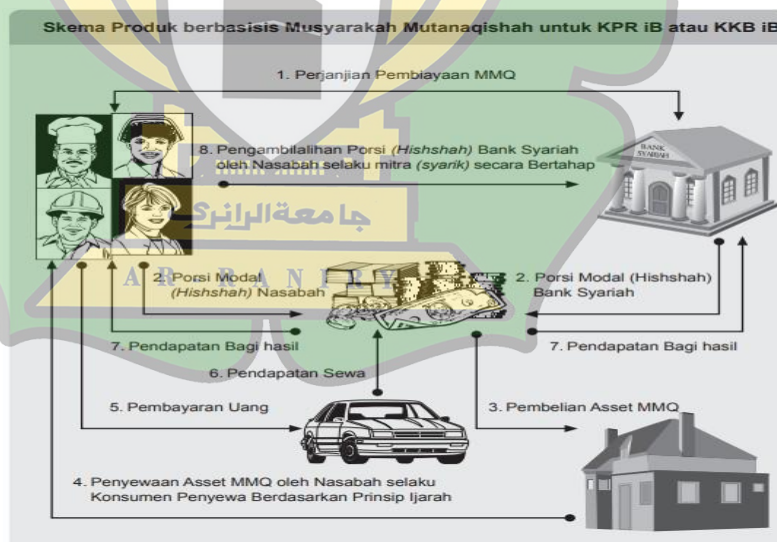 Skema Produk berbasisis Musyarakah Mutanaqishah untuk KPR iB atau KKB iB
1. Perjanjian Pembiayaan MMQ
8. Pengambilalihan Porsi (Hishshah) Bank Syariah
oleh Nasabah selaku mitra (syarik) secara Bertahap
BANK
SYARIAH
جامعةالرانري
AR-RANIRY
2. Porsi Modal
(Hishshah) Nasabah
2. Porsi Modal (Hishshah)
Bank Syariah
7. Pendapatan Bagi hasil
7. Pendapatan Bagi hasil
6. Pendapatan Sewa
5. Pembayaran Uang
3. Pembelian Asset MMQ
4. Penyewaan Asset MMQ oleh Nasabah selaku
Konsumen Penyewa Berdasarkan Prinsip Ijarah